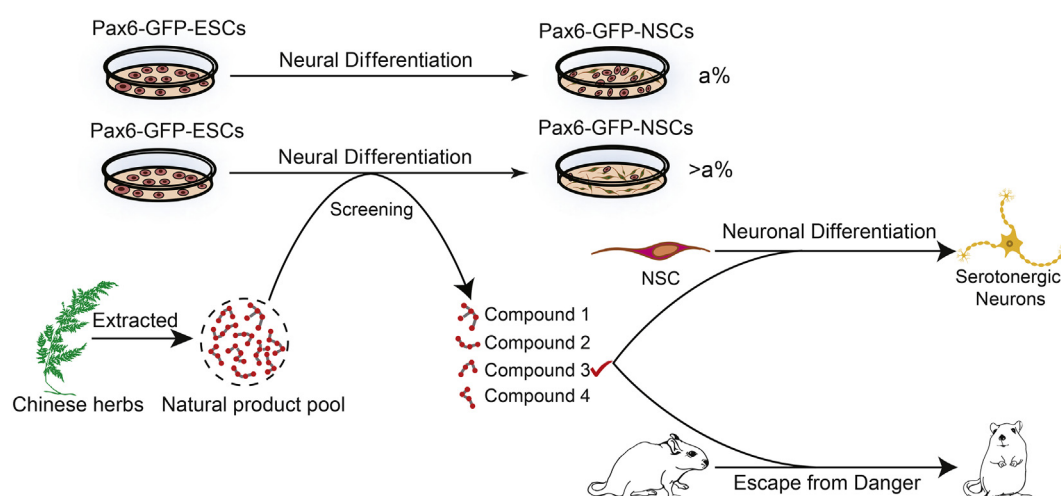 Pax6-GFP-ESCs
Neural Differentiation
Pax6-GFP-NSCs
a%
Pax6-GFP-ESCs
Neural Differentiation
Pax6-GFP-NSCs
>a%
Screening
Neuronal Differentiation
NSC
Serotonergic
Neurons
Extracted
Compound 1
Compound 2
Compound 3
Compound 4
Chinese herbs
Natural product pool
Escape from Danger